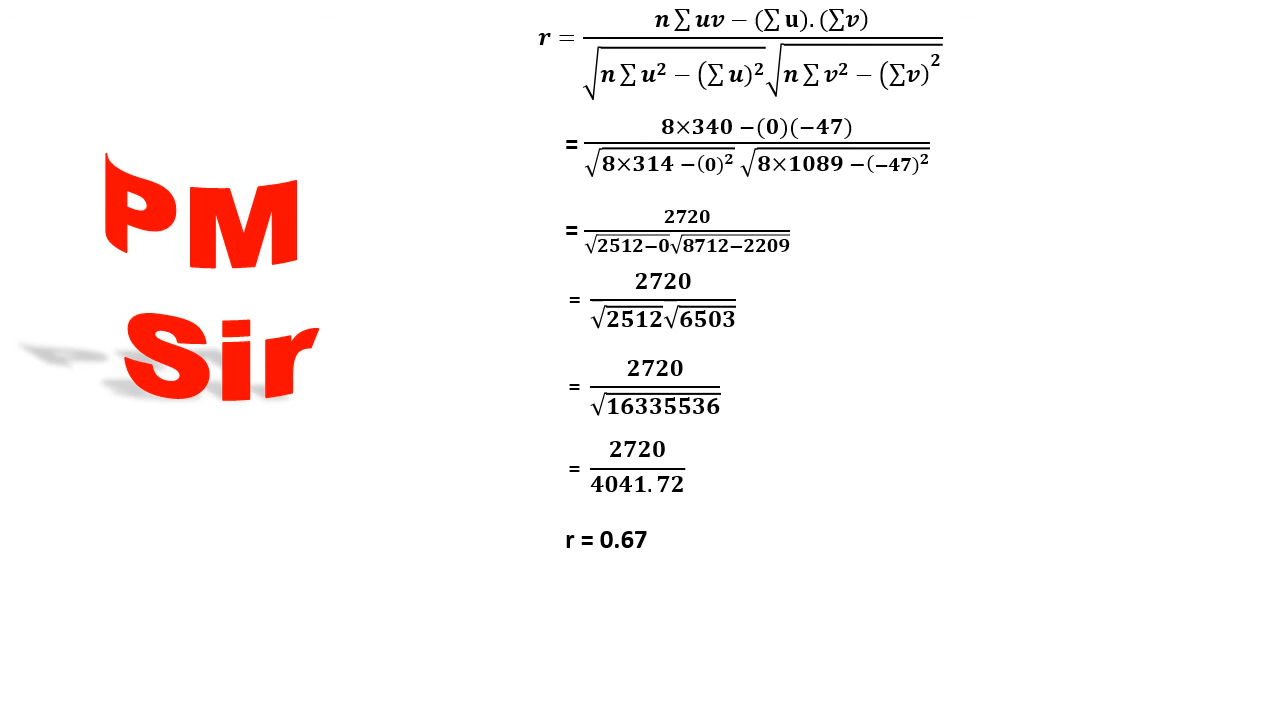 PM
Sir
r = n ∑ uv − (∑ u). (∑v) / √(n ∑ u² − (∑ u)²) √(n ∑ v² − (∑v)²)
= 8×340 −(0)(−47) / √(8×314 −(0)²) √(8×1089 −(−47)²)
= 2720 / √(2512−0) √(8712−2209)
= 2720 / √2512 √6503
= 2720 / √16335536
= 2720 / 4041.72
r = 0.67